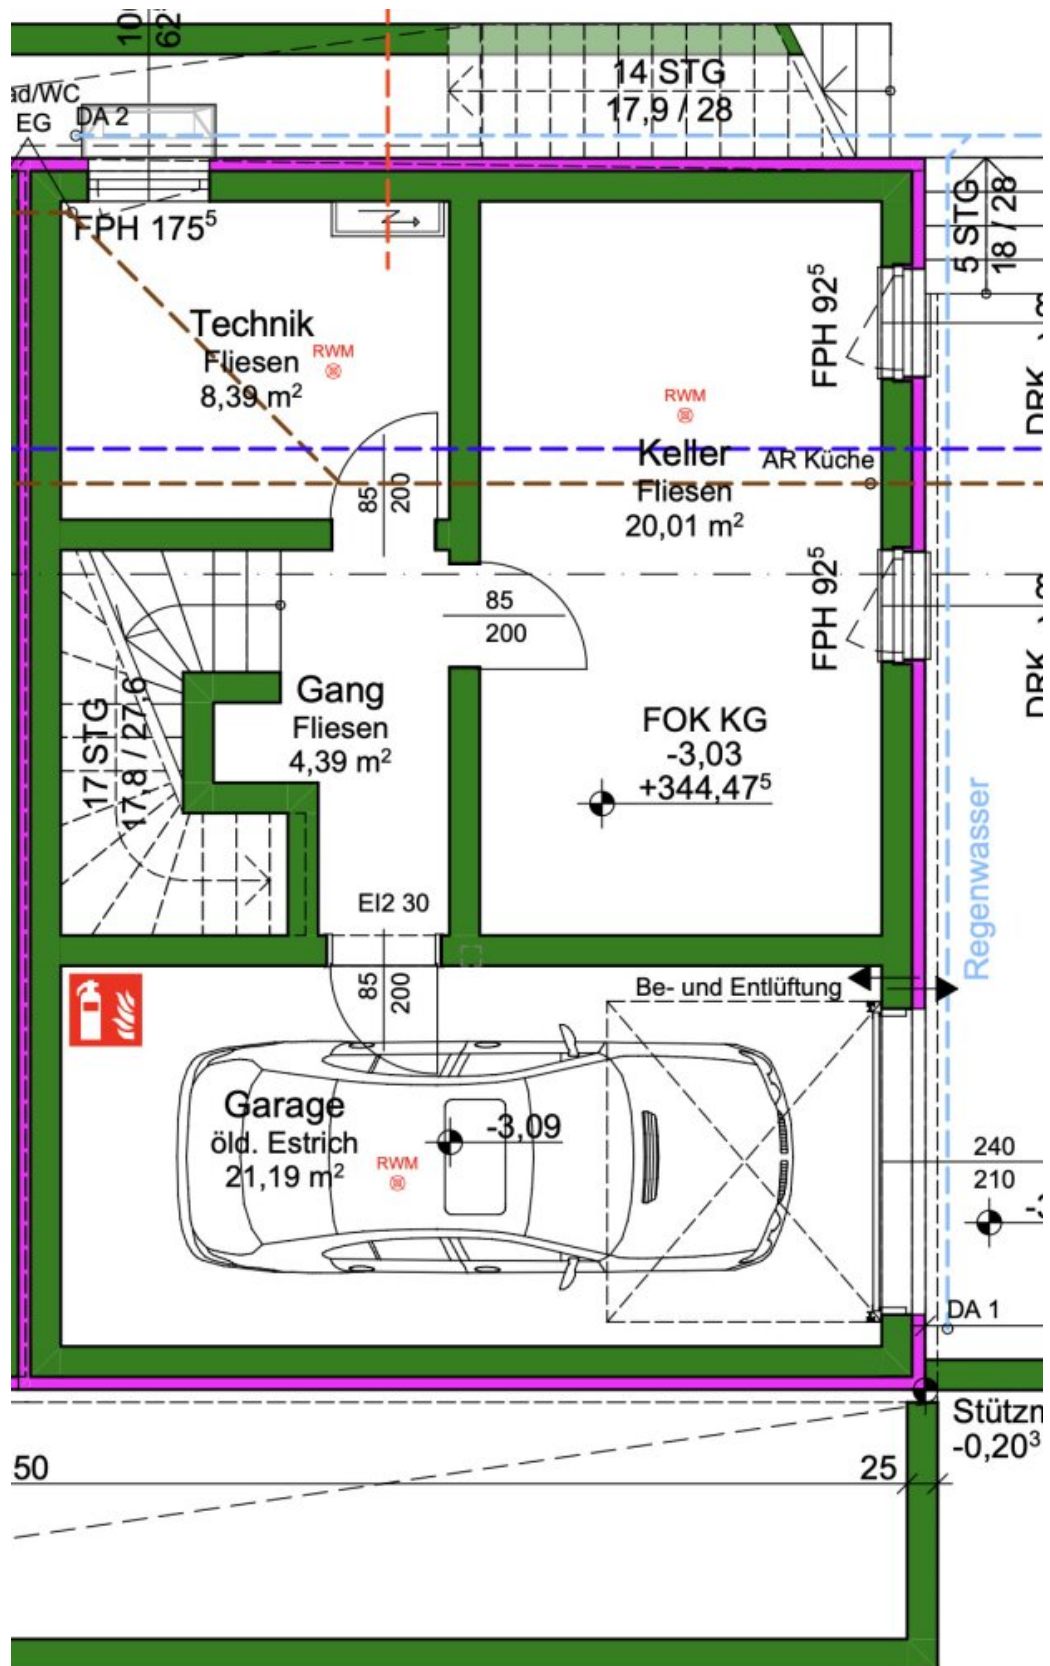 62
14 STG
17,9 / 28
ad/WC
EG
DA 2
5 STG
18 / 28
FPH 175⁵
FPH 92⁵
Technik
Fliesen
8,39 m²
RWM
RWM
DRK
Keller
Fliesen
20,01 m²
AR Küche
85
200
FPH 92⁵
85
200
Gang
Fliesen
4,39 m²
17 STG
17,8 / 27,6
FOK KG
-3,03
+344,47⁵
DRK
Regenwasser
EI2 30
85
200
Be- und Entlüftung
Garage
öld. Estrich
21,19 m²
-3,09
RWM
240
210
DA 1
Stützm
-0,20³
50
25